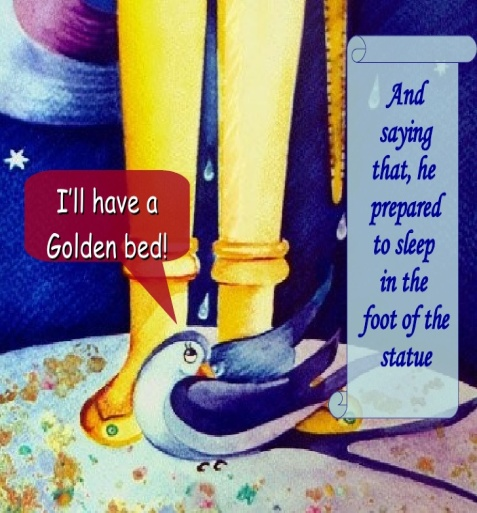 I'll have a
Golden bed!
And
saying
that, he
prepared
to sleep
in the
foot of the
statue